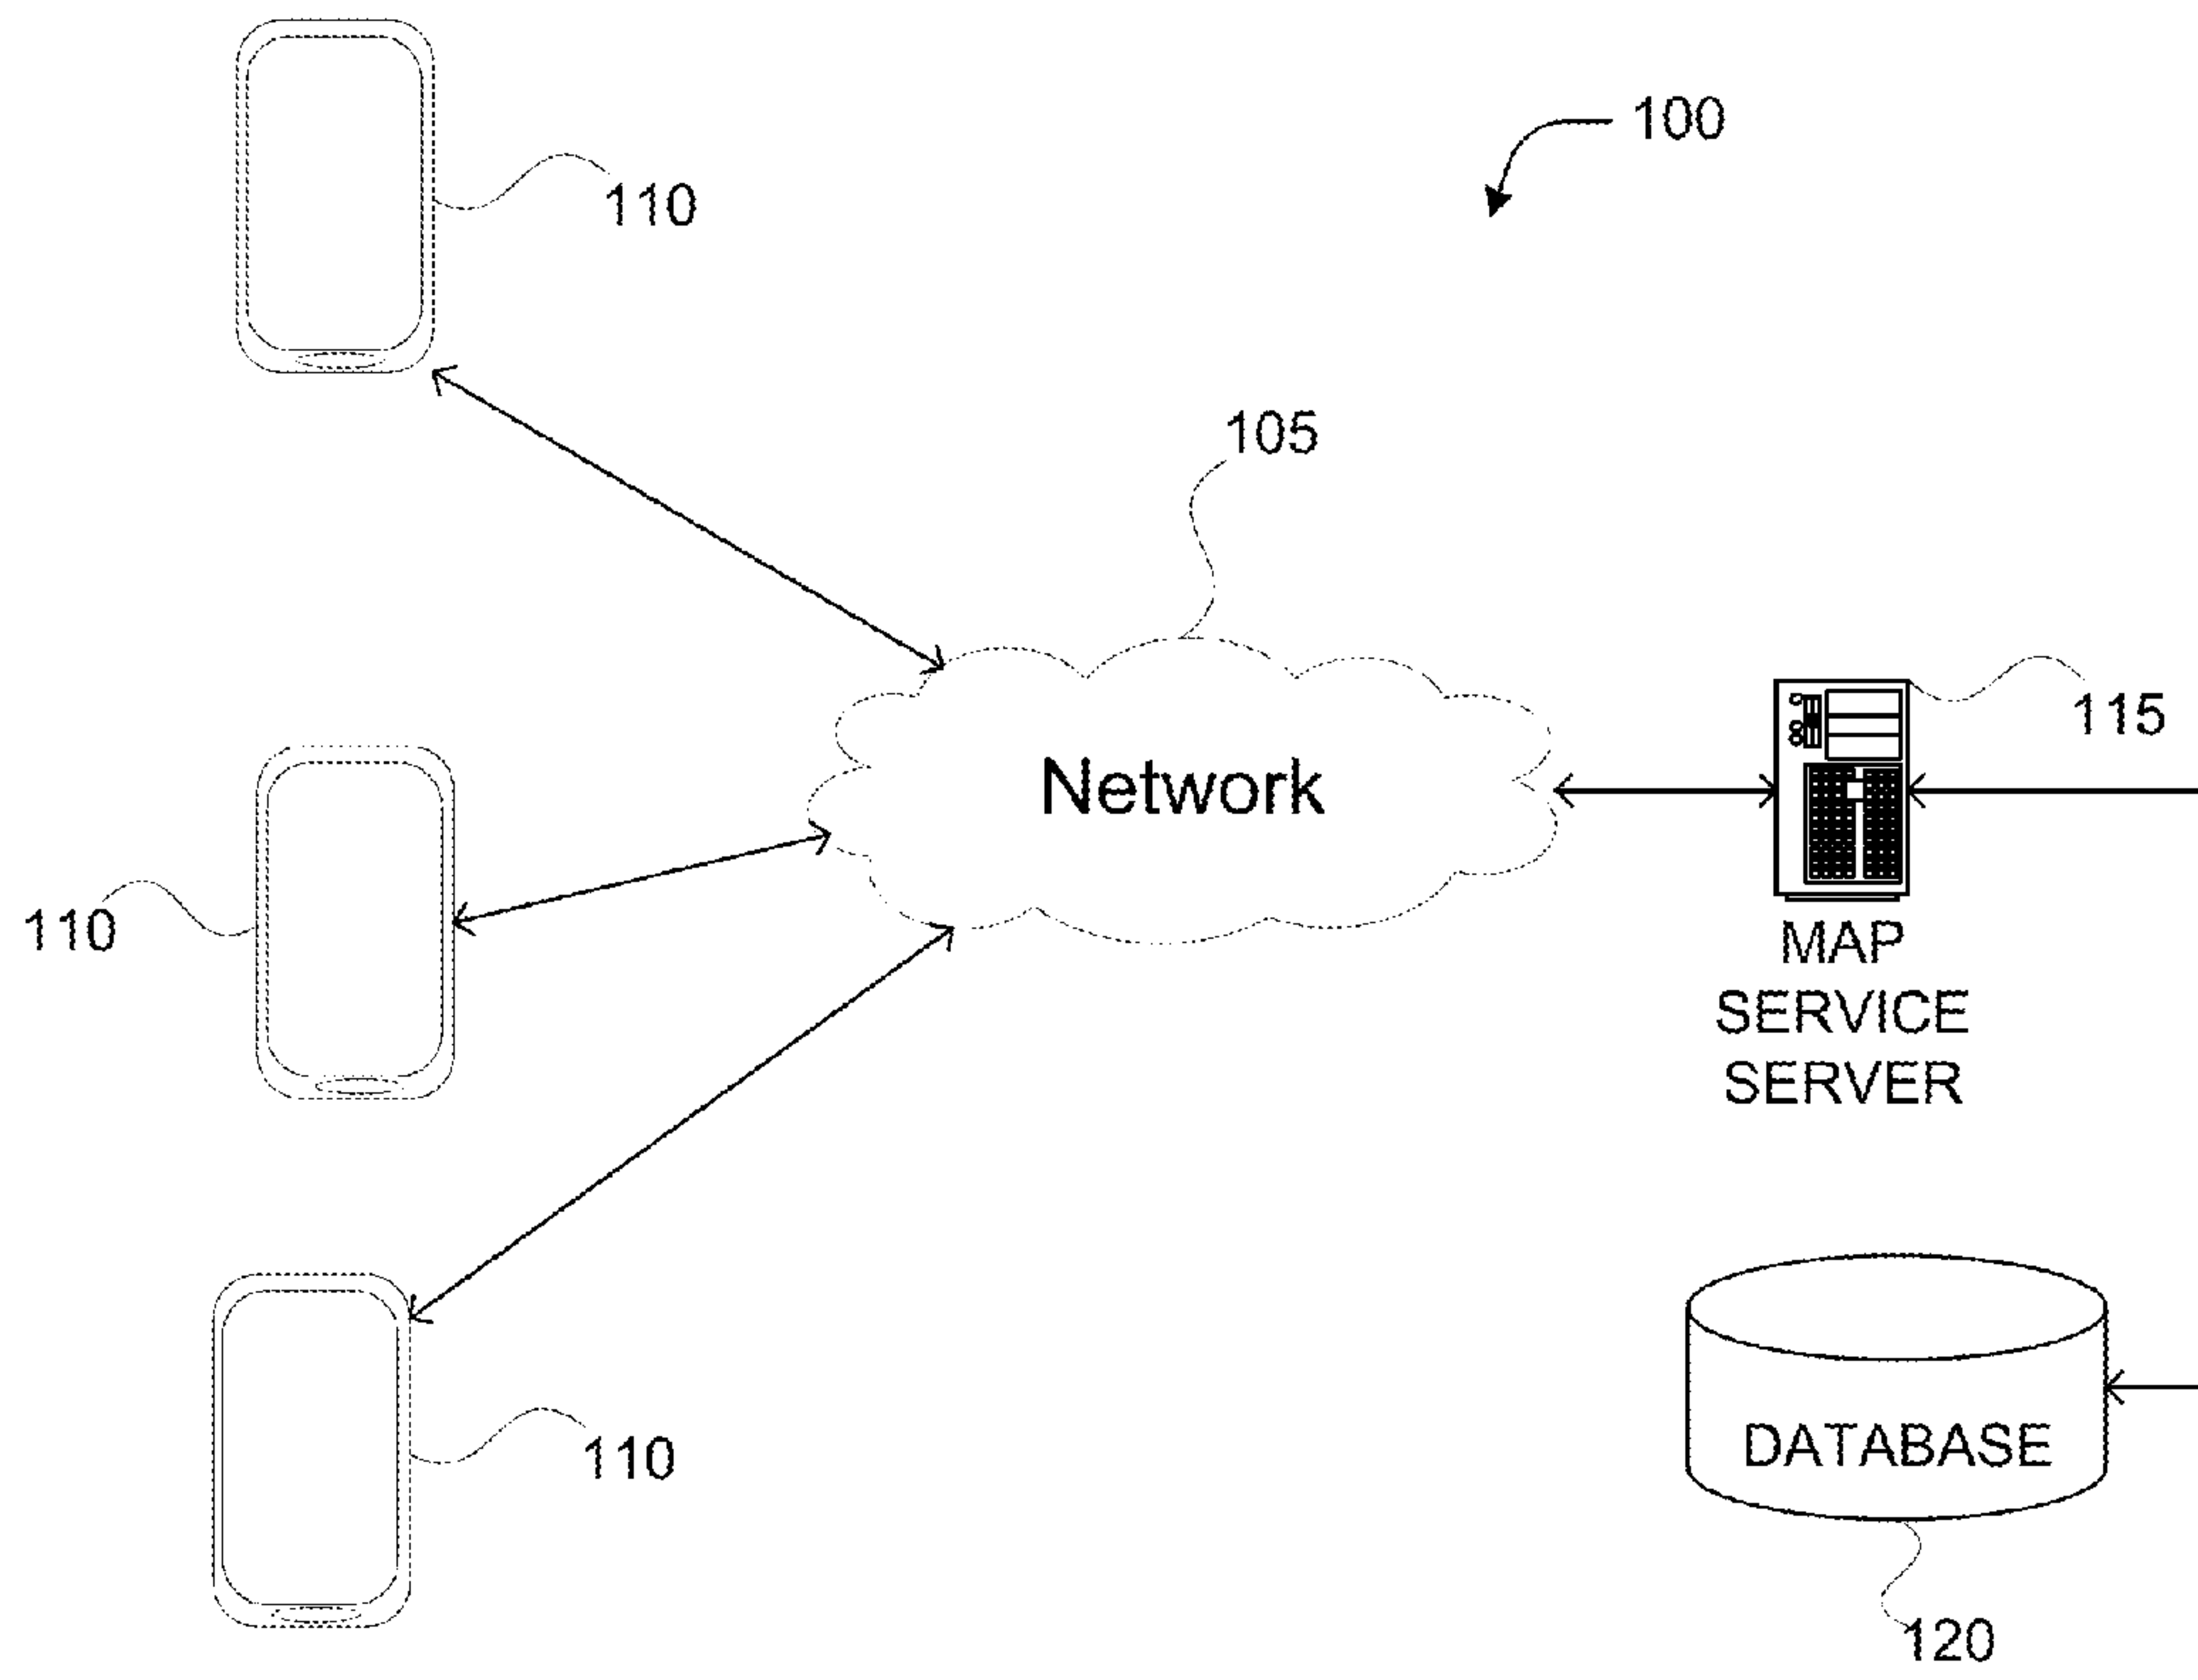 100
110
105
Network
115
110
MAP
SERVICE
SERVER
DATABASE
110
120